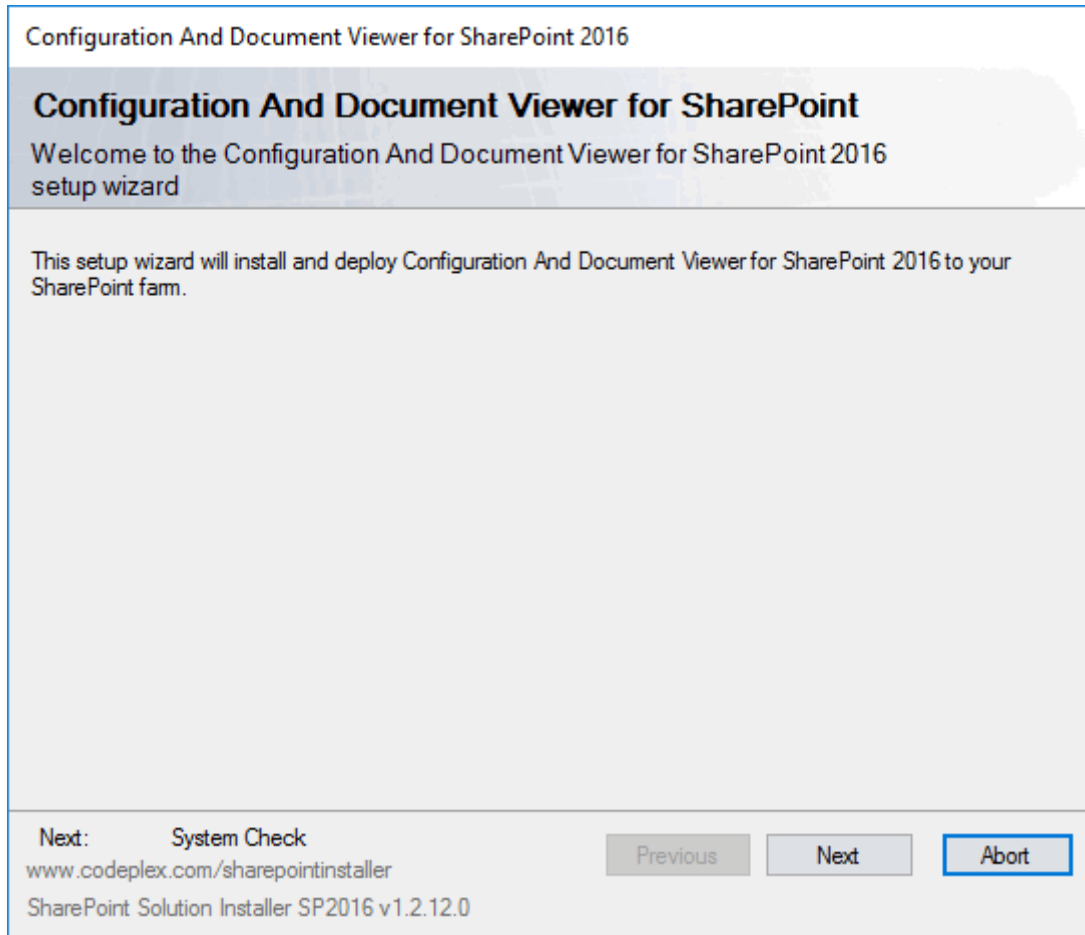 Configuration And Document Viewer for SharePoint 2016
Configuration And Document Viewer for SharePoint
Welcome to the Configuration And Document Viewer for SharePoint 2016
setup wizard
This setup wizard will install and deploy Configuration And Document Viewer for SharePoint 2016 to your
SharePoint farm.
Next: System Check
www.codeplex.com/sharepointinstaller
SharePoint Solution Installer SP2016 v1.2.12.0
Previous
Next
Abort